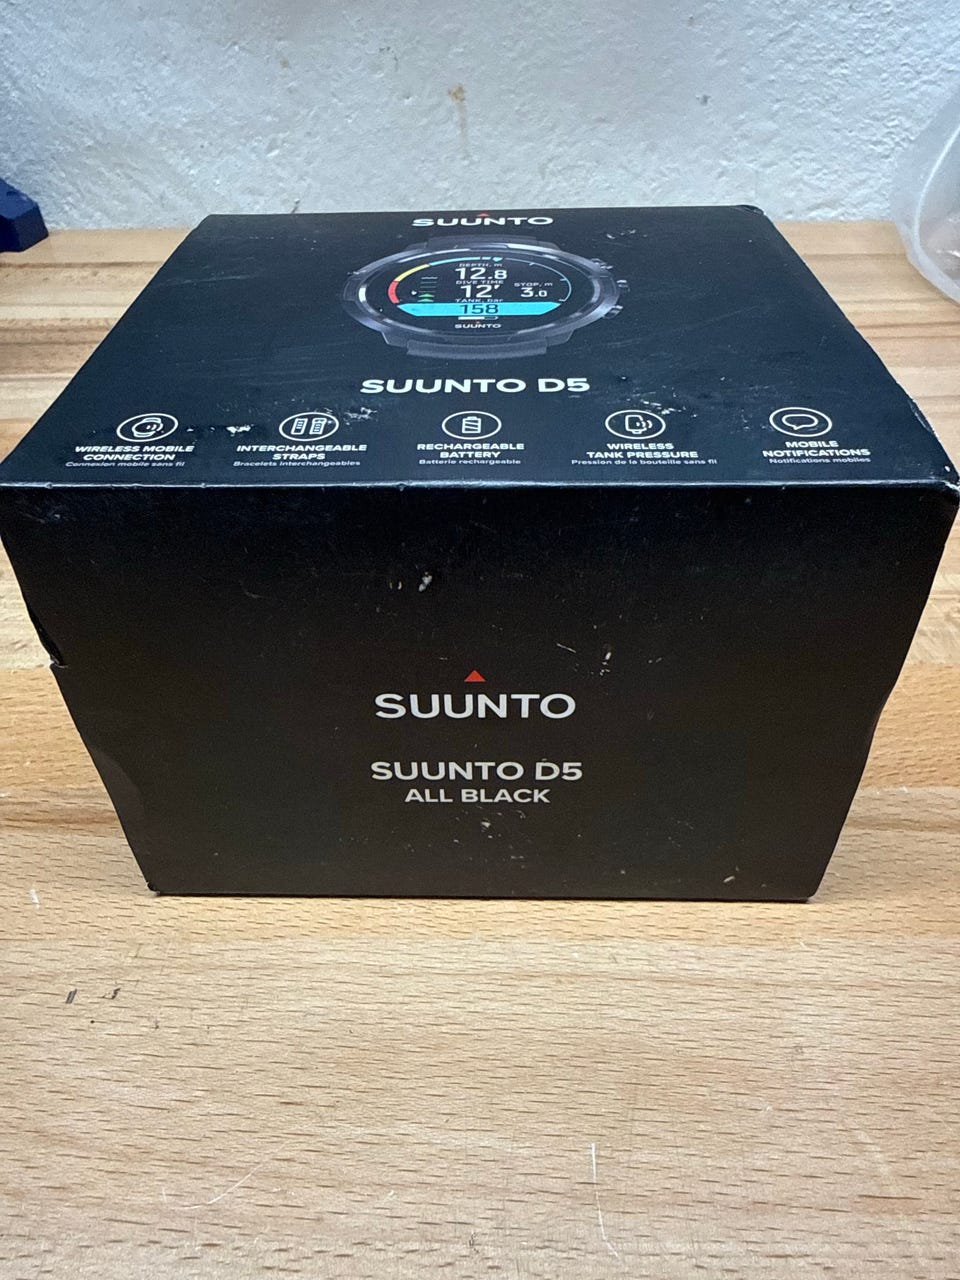 SUUNTO
DEPTH, m
12.8
DIVE TIME
12'
STOP, m
3.0
TANK, bar
158
SUUNTO
SUUNTO D5
WIRELESS MOBILE
CONNECTION
Connexion mobile sans fil
INTERCHANGEABLE
STRAPS
Bracelets interchangeables
RECHARGEABLE
BATTERY
Batterie rechargeable
WIRELESS
TANK PRESSURE
Pression de la bouteille sans fil
MOBILE
NOTIFICATIONS
Notifications mobiles
SUUNTO
SUUNTO D5
ALL BLACK